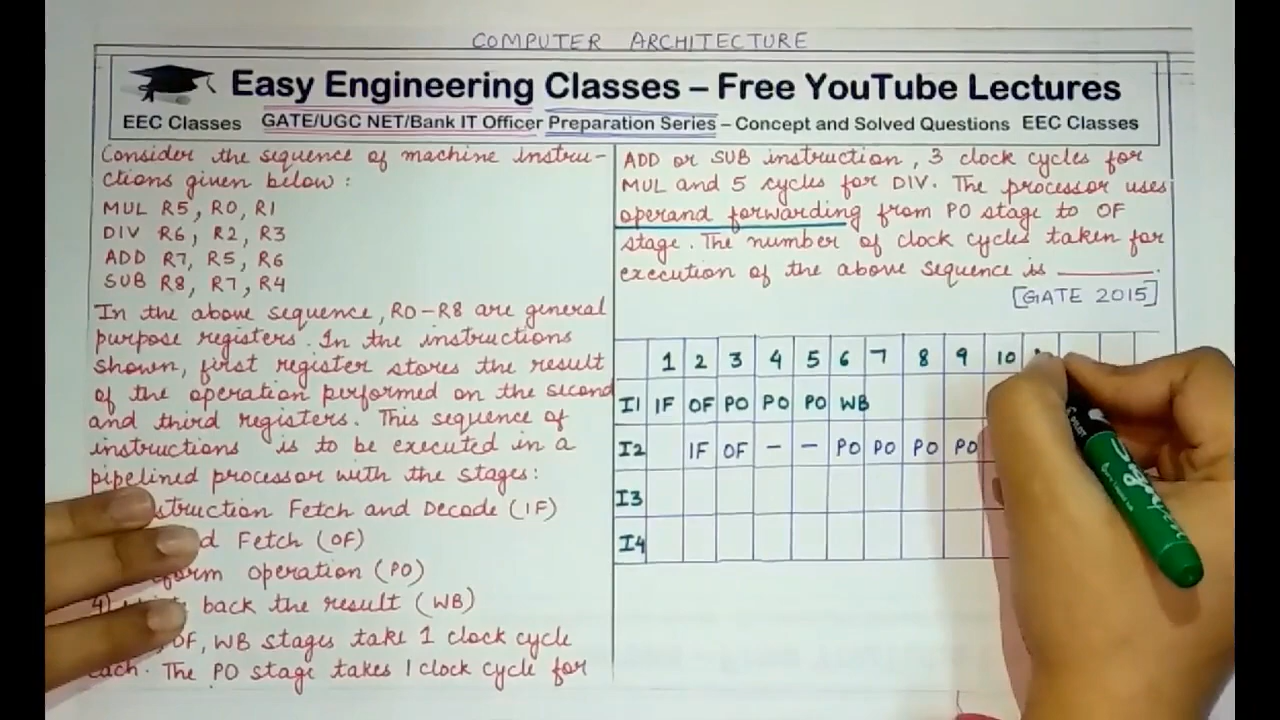 COMPUTER ARCHITECTURE
Easy Engineering Classes – Free YouTube Lectures
EEC Classes GATE/UGC NET/Bank IT Officer Preparation Series – Concept and Solved Questions EEC Classes
Consider the sequence of machine instru-
ctions given below:
MUL R5, R0, R1
DIV R6, R2, R3
ADD R7, R5, R6
SUB R8, R7, R4
In the above sequence, R0-R8 are general
purpose registers. In the instructions
shown, first register stores the result
of the operation performed on the second
and third registers. This sequence of
instructions is to be executed in a
pipelined processor with the stages:
struction Fetch and Decode (IF)
d Fetch (OF)
form operation (PO)
4) back the result (WB)
OF, WB stages take 1 clock cycle
each. The PO stage takes 1 clock cycle for
ADD or SUB instruction, 3 clock cycles for
MUL and 5 cycles for DIV. The processor uses
operand forwarding from PO stage to OF
stage. The number of clock cycles taken for
execution of the above sequence is ______.
[GATE 2015]
1 2 3 4 5 6 7 8 9 10
I1 IF OF PO PO PO WB
I2 IF OF - - PO PO PO PO
I3
I4